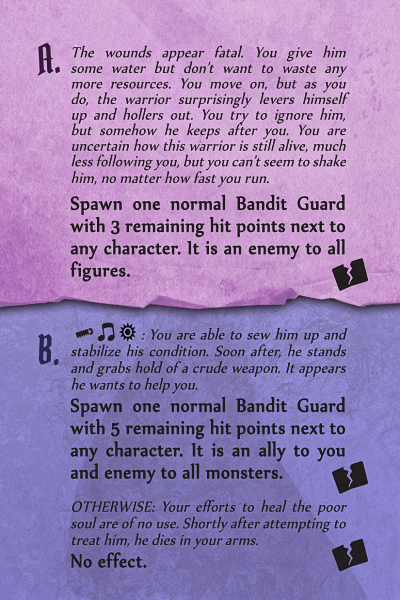 A. The wounds appear fatal. You give him
some water but don't want to waste any
more resources. You move on, but as you
do, the warrior surprisingly levers himself
up and hollers out. You try to ignore him,
but somehow he keeps after you. You are
uncertain how this warrior is still alive, much
less following you, but you can't seem to shake
him, no matter how fast you run.
Spawn one normal Bandit Guard
with 3 remaining hit points next to
any character. It is an enemy to all
figures.
B. : You are able to sew him up and
stabilize his condition. Soon after, he stands
and grabs hold of a crude weapon. It appears
he wants to help you.
Spawn one normal Bandit Guard
with 5 remaining hit points next to
any character. It is an ally to you
and enemy to all monsters.
OTHERWISE: Your efforts to heal the poor
soul are of no use. Shortly after attempting to
treat him, he dies in your arms.
No effect.